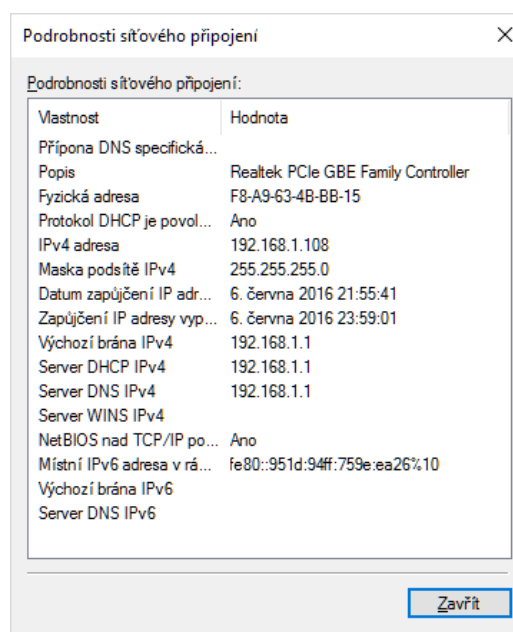 Podrobnosti síťového připojení
Podrobnosti síťového připojení:
Vlastnost Hodnota
Přípona DNS specifická...
Popis Realtek PCIe GBE Family Controller
Fyzická adresa F8-A9-63-4B-BB-15
Protokol DHCP je povol... Ano
IPv4 adresa 192.168.1.108
Maska podsítě IPv4 255.255.255.0
Datum zapůjčení IP adr... 6. června 2016 21:55:41
Zapůjčení IP adresy vyp... 6. června 2016 23:59:01
Výchozí brána IPv4 192.168.1.1
Server DHCP IPv4 192.168.1.1
Server DNS IPv4 192.168.1.1
Server WINS IPv4
NetBIOS nad TCP/IP po... Ano
Místní IPv6 adresa v rá... fe80::951d:94ff:759e:ea26%10
Výchozí brána IPv6
Server DNS IPv6
Zavřít